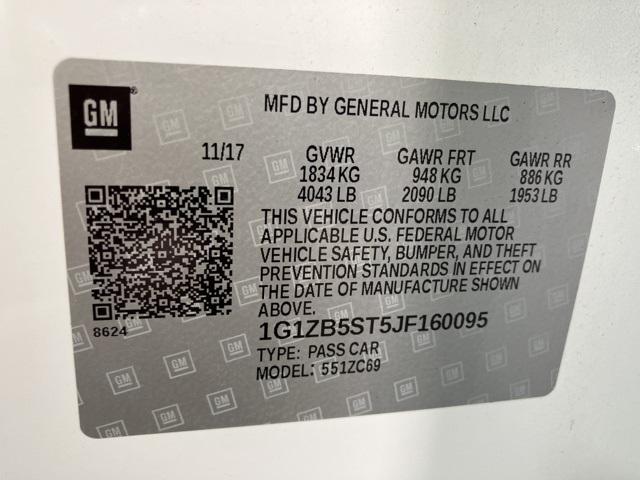 GM
MFD BY GENERAL MOTORS LLC
11/17 GVWR GAWR FRT GAWR RR
1834 KG 948 KG 886 KG
4043 LB 2090 LB 1953 LB
THIS VEHICLE CONFORMS TO ALL
APPLICABLE U.S. FEDERAL MOTOR
VEHICLE SAFETY, BUMPER, AND THEFT
PREVENTION STANDARDS IN EFFECT ON
THE DATE OF MANUFACTURE SHOWN
ABOVE.
8624
1G1ZB5ST5JF160095
TYPE: PASS CAR
MODEL: 551ZC69